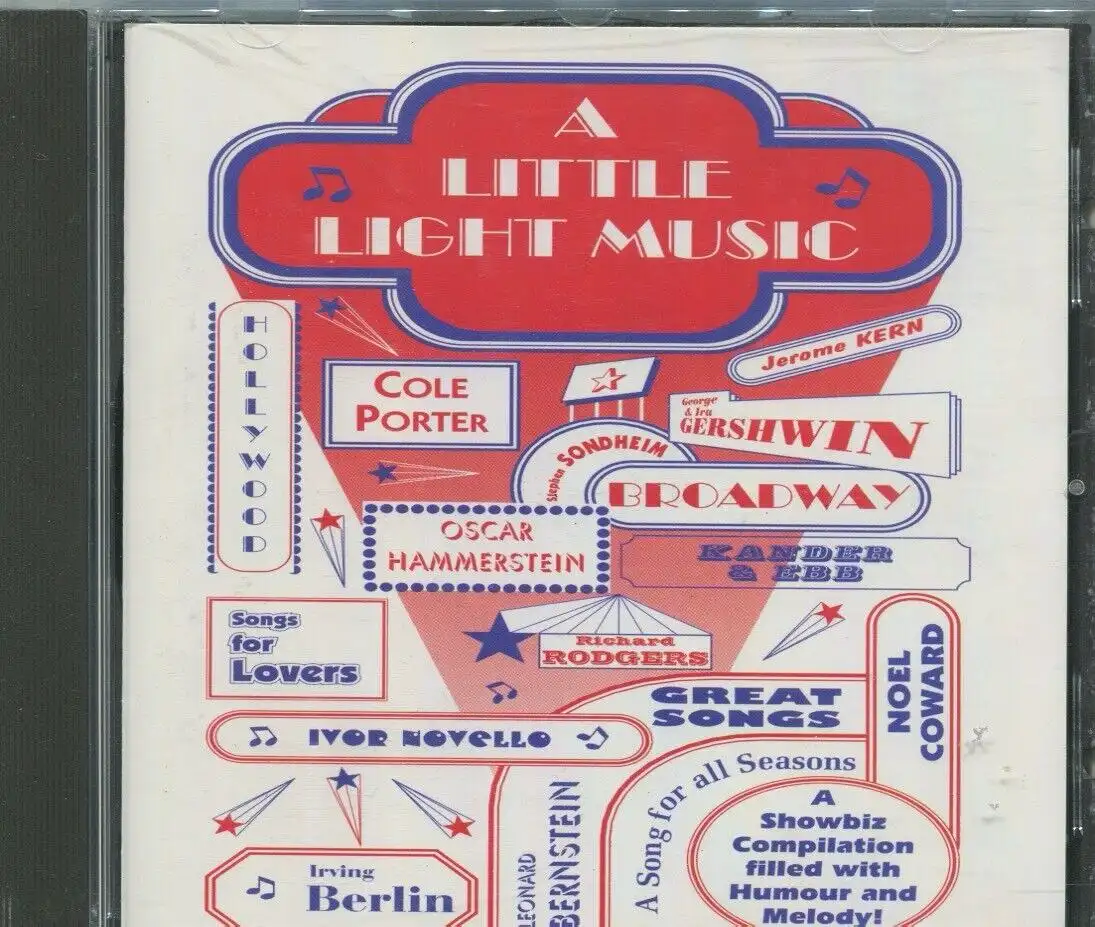 A
LITTLE
LIGHT MUSIC
HOLLYWOOD
Jerome KERN
COLE
PORTER
George
& Ira
GERSHWIN
Stephen SONDHEIM
BROADWAY
OSCAR
HAMMERSTEIN
KANDER
& EBB
Songs
for
Lovers
Richard
RODGERS
NOEL
COWARD
GREAT
SONGS
IVOR NOVELLO
A Song for all Seasons
LEONARD
BERNSTEIN
A
Showbiz
Compilation
filled with
Humour and
Melody!
Irving
Berlin